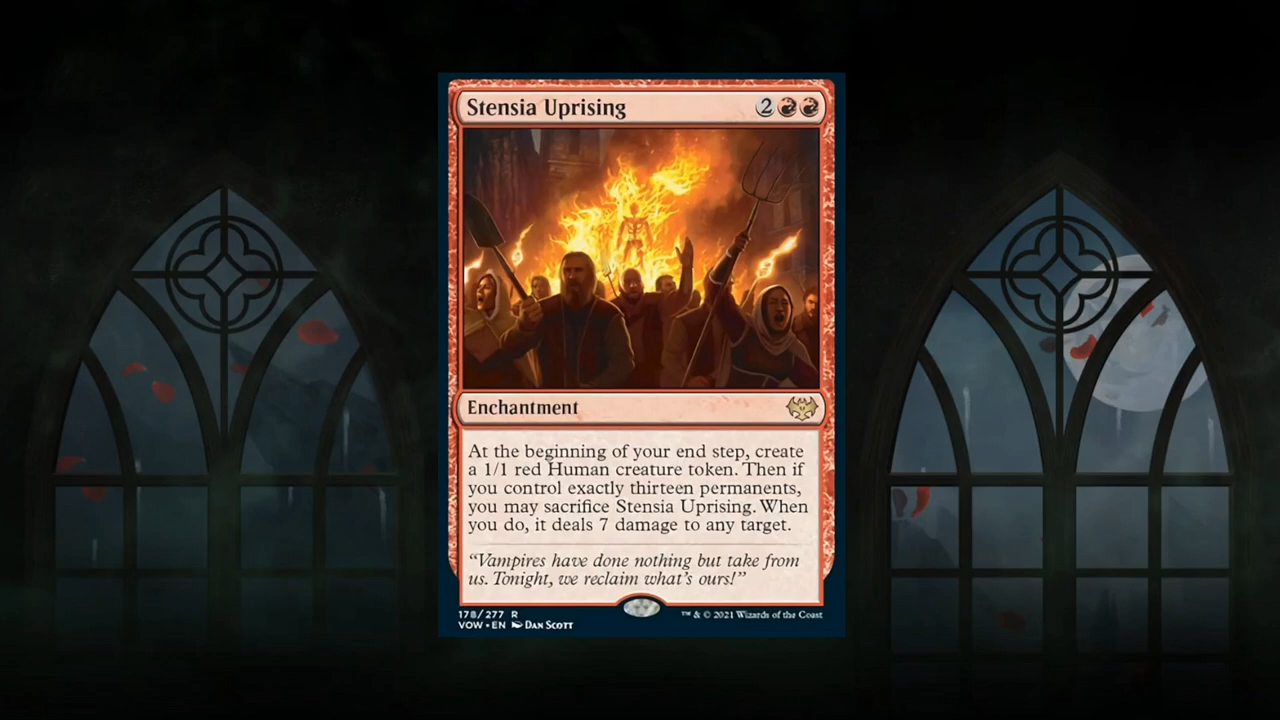 Stensia Uprising 2
Enchantment
At the beginning of your end step, create
a 1/1 red Human creature token. Then if
you control exactly thirteen permanents,
you may sacrifice Stensia Uprising. When
you do, it deals 7 damage to any target.
“Vampires have done nothing but take from
us. Tonight, we reclaim what’s ours!”
178/277 R
VOW • EN Dan Scott
™ & © 2021 Wizards of the Coast